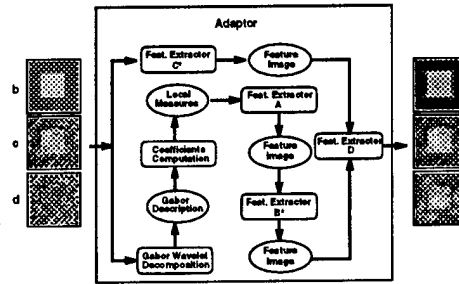 Adaptor
Feat. Extractor
C*
Feature
Image
b
Local
Measures
Feat. Extractor
A
c
Coefficients
Computation
Feature
Image
Feat. Extractor
D
d
Gabor
Description
Feat. Extractor
B*
Gabor Wavelet
Decomposition
Feature
Image